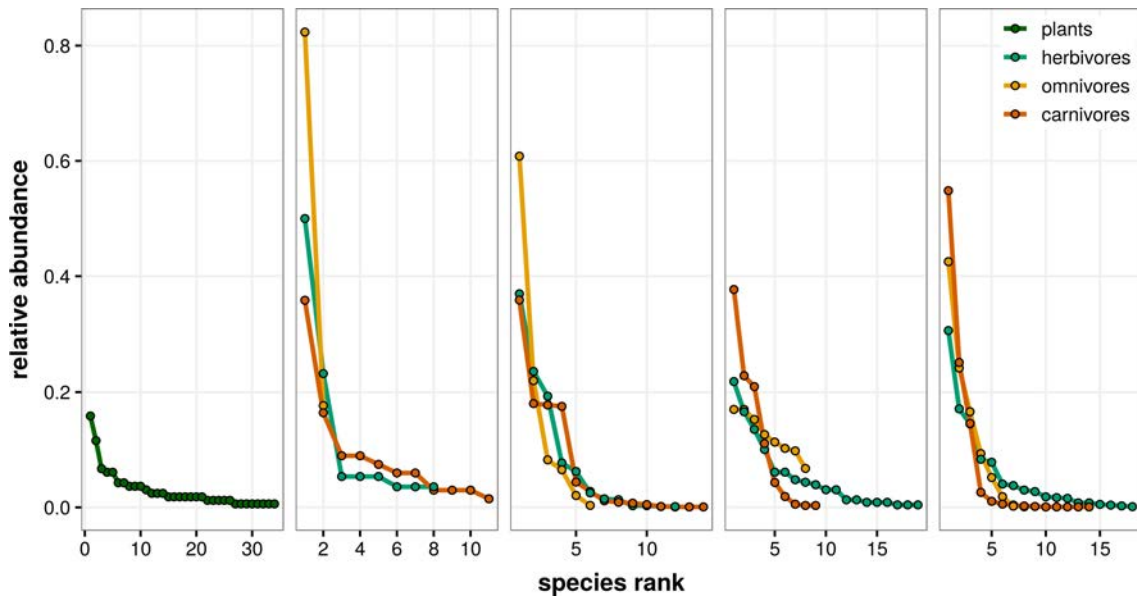 plants
herbivores
omnivores
carnivores
relative abundance
0.8
0.6
0.4
0.2
0.0
0 10 20 30
2 4 6 8 10
5 10
5 10 15
5 10 15
species rank